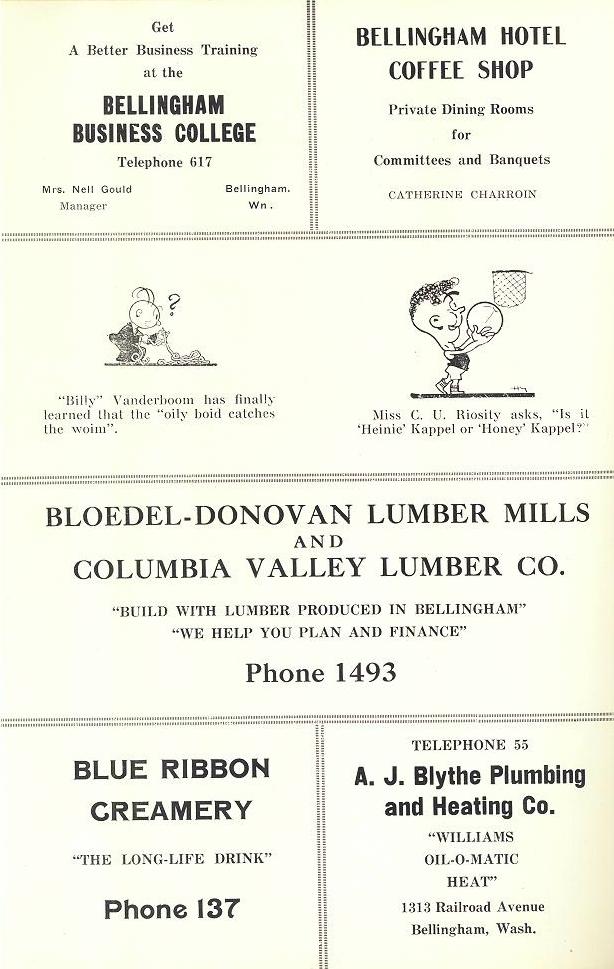 Get
A Better Business Training
at the
BELLINGHAM
BUSINESS COLLEGE
Telephone 617
Mrs. Nell Gould
Manager
Bellingham.
Wn.
BELLINGHAM HOTEL
COFFEE SHOP
Private Dining Rooms
for
Committees and Banquets
CATHERINE CHARROIN
?
"Billy" Vanderboom has finally
learned that the "oily boid catches
the woim".
Miss C. U. Riosity asks, "Is it
'Heinie' Kappel or 'Honey' Kappel?"
BLOEDEL-DONOVAN LUMBER MILLS
AND
COLUMBIA VALLEY LUMBER CO.
"BUILD WITH LUMBER PRODUCED IN BELLINGHAM"
"WE HELP YOU PLAN AND FINANCE"
Phone 1493
BLUE RIBBON
CREAMERY
"THE LONG-LIFE DRINK"
Phone 137
TELEPHONE 55
A. J. Blythe Plumbing
and Heating Co.
"WILLIAMS
OIL-O-MATIC
HEAT"
1313 Railroad Avenue
Bellingham, Wash.